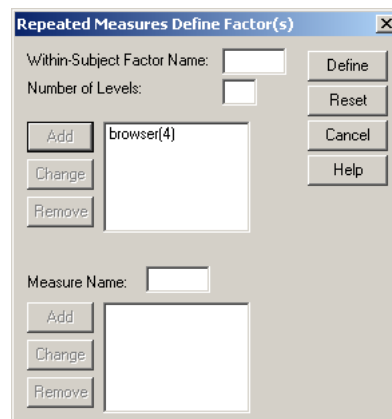 Repeated Measures Define Factor(s)
Within-Subject Factor Name:
Number of Levels:
Define
Reset
Cancel
Help
Add
Change
Remove
browser(4)
Measure Name:
Add
Change
Remove